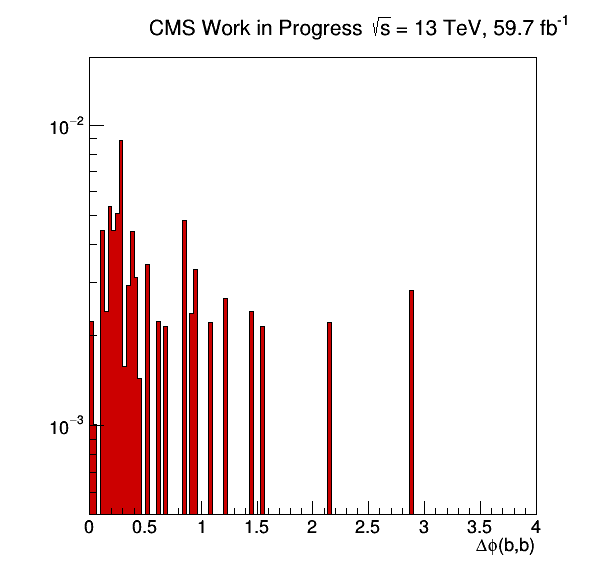 CMS Work in Progress √s = 13 TeV, 59.7 fb⁻¹
10⁻²
10⁻³
0 0.5 1 1.5 2 2.5 3 3.5 4
Δϕ(b,b)